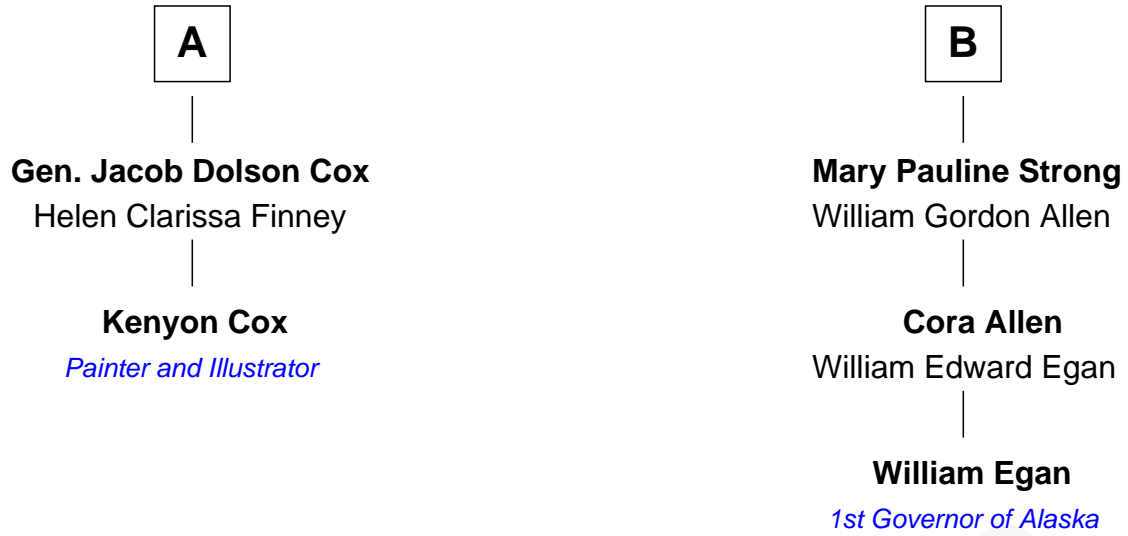 A
Gen. Jacob Dolson Cox
Helen Clarissa Finney
Kenyon Cox
Painter and Illustrator
B
Mary Pauline Strong
William Gordon Allen
Cora Allen
William Edward Egan
William Egan
1st Governor of Alaska